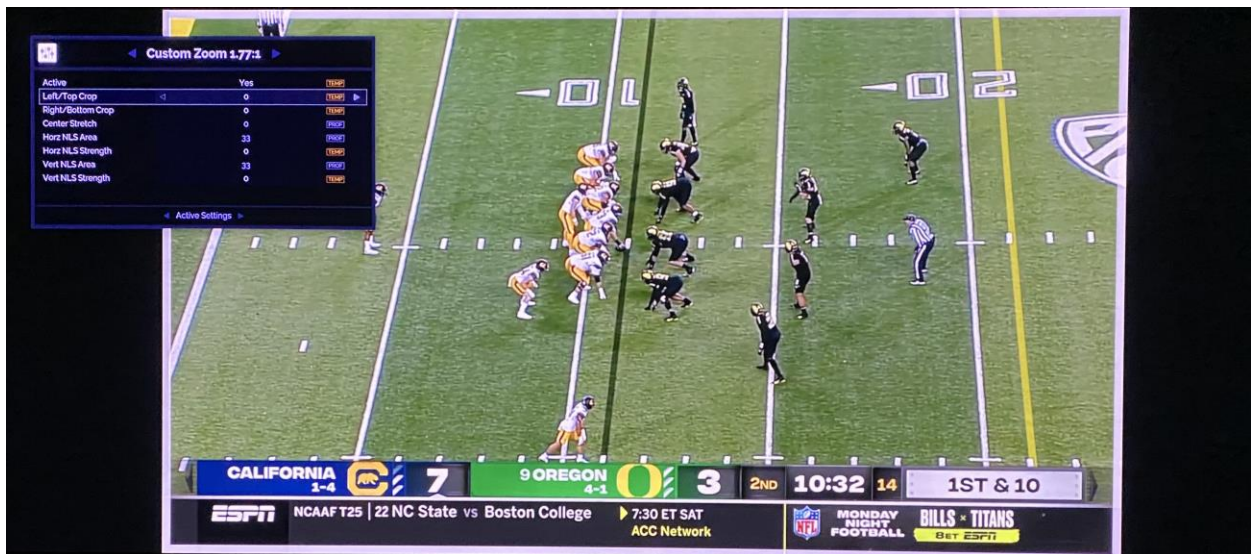 Custom Zoom 1.77:1
Active Yes TEMP
Left/Top Crop 0 TEMP
Right/Bottom Crop 0 TEMP
Center Stretch 0 PROF
Horz NLS Area 33 PROF
Horz NLS Strength 0 TEMP
Vert NLS Area 33 PROF
Vert NLS Strength 0 TEMP
Active Settings
10 20
CALIFORNIA 1-4 C 7 9 OREGON 4-1 O 3 2ND 10:32 14 1ST & 10
ESPN NCAAF T25 22 NC State vs Boston College 7:30 ET SAT ACC Network NFL MONDAY NIGHT FOOTBALL BILLS TITANS 8ET ESPN